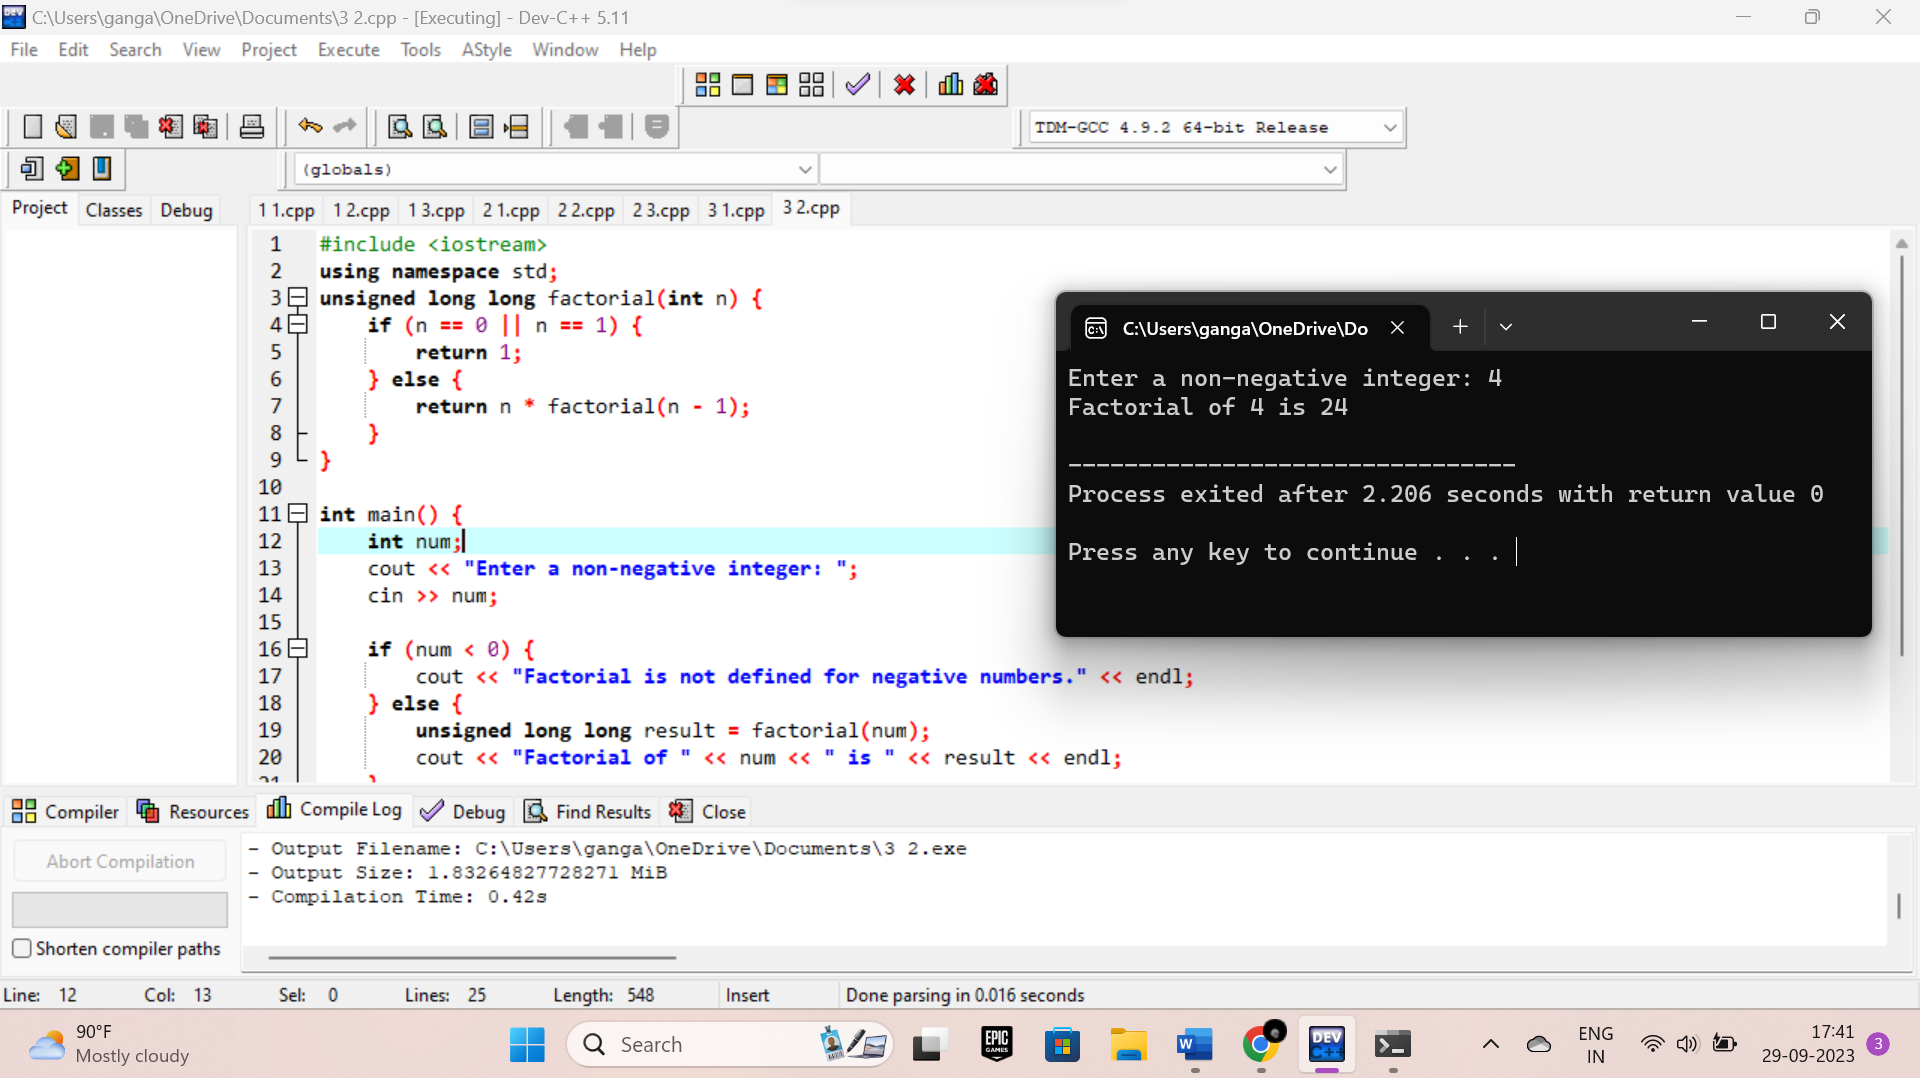 C:\Users\ganga\OneDrive\Documents\3 2.cpp - [Executing] - Dev-C++ 5.11
File Edit Search View Project Execute Tools AStyle Window Help
TDM-GCC 4.9.2 64-bit Release
(globals)
Project Classes Debug
1 1.cpp 1 2.cpp 1 3.cpp 2 1.cpp 2 2.cpp 2 3.cpp 3 1.cpp 3 2.cpp
1 #include <iostream>
2 using namespace std;
3 unsigned long long factorial(int n) {
4 if (n == 0 || n == 1) {
5 return 1;
6 } else {
7 return n * factorial(n - 1);
8 }
9 }
10
11 int main() {
12 int num;
13 cout << "Enter a non-negative integer: ";
14 cin >> num;
15
16 if (num < 0) {
17 cout << "Factorial is not defined for negative numbers." << endl;
18 } else {
19 unsigned long long result = factorial(num);
20 cout << "Factorial of " << num << " is " << result << endl;
21 }
C:\Users\ganga\OneDrive\Do
Enter a non-negative integer: 4
Factorial of 4 is 24
--------------------------------
Process exited after 2.206 seconds with return value 0
Press any key to continue . . .
Compiler Resources Compile Log Debug Find Results Close
Abort Compilation
Shorten compiler paths
- Output Filename: C:\Users\ganga\OneDrive\Documents\3 2.exe
- Output Size: 1.83264827728271 MiB
- Compilation Time: 0.42s
Line: 12 Col: 13 Sel: 0 Lines: 25 Length: 548 Insert Done parsing in 0.016 seconds
90°F
Mostly cloudy
Search
EPIC
GAMES
W
DEV
C++
ENG
IN
17:41
29-09-2023
3